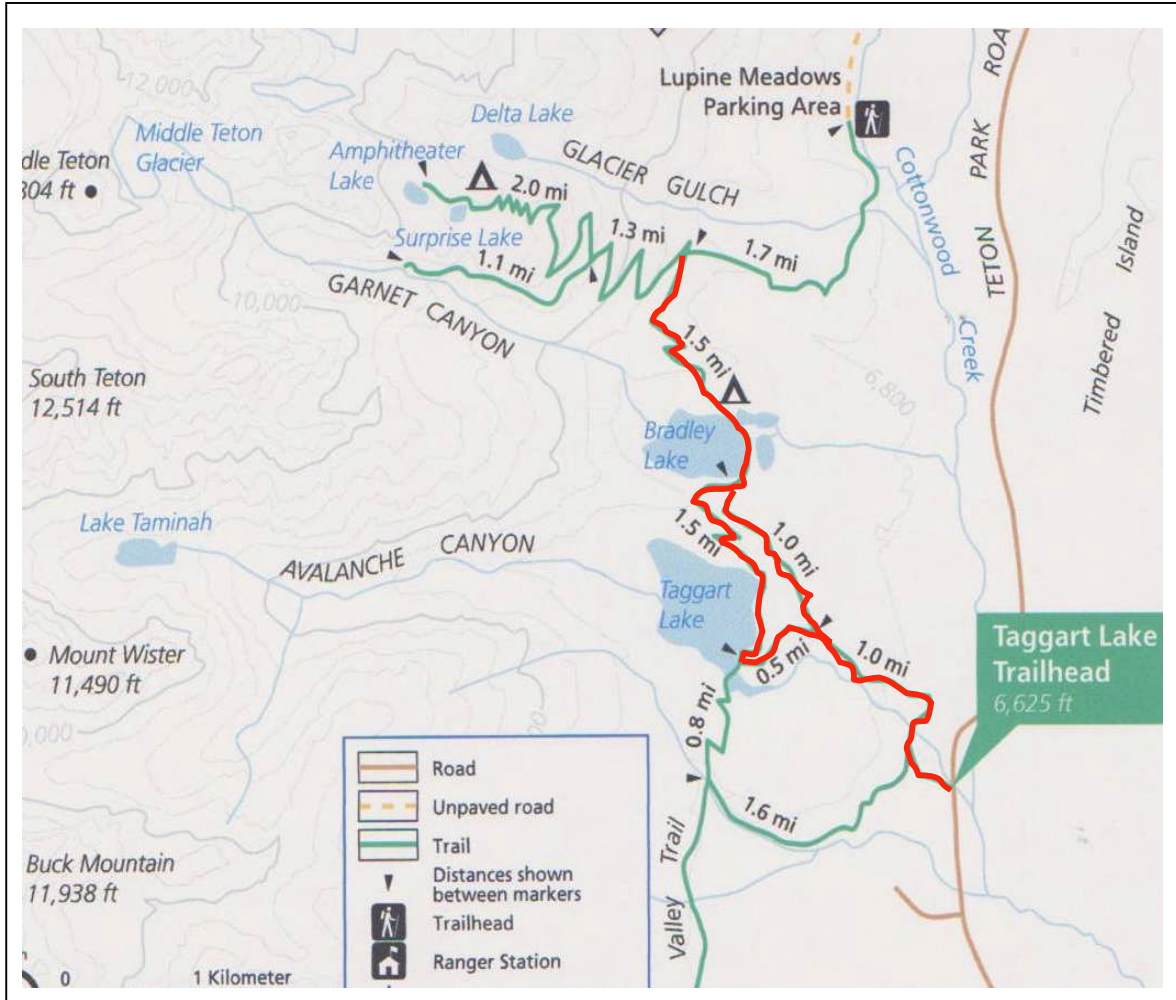 Lupine Meadows
Parking Area
TETON PARK ROA
12,000
Delta Lake
Middle Teton
Glacier
dle Teton
804 ft
Amphitheater
Lake
GLACIER GULCH
Cottonwood
Creek
2.0 mi
1.3 mi
Surprise Lake
1.1 mi
1.7 mi
Timbered Island
10,000
GARNET CANYON
1.5 mi
6,800
South Teton
12,514 ft
Bradley
Lake
Lake Taminah
AVALANCHE CANYON
1.5 mi
1.0 mi
Taggart
Lake
Taggart Lake
Trailhead
6,625 ft
Mount Wister
11,490 ft
0.5 mi
1.0 mi
0.8 mi
Road
Unpaved road
Trail
Distances shown
between markers
Trailhead
Ranger Station
1.6 mi
Valley Trail
Buck Mountain
11,938 ft
0
1 Kilometer